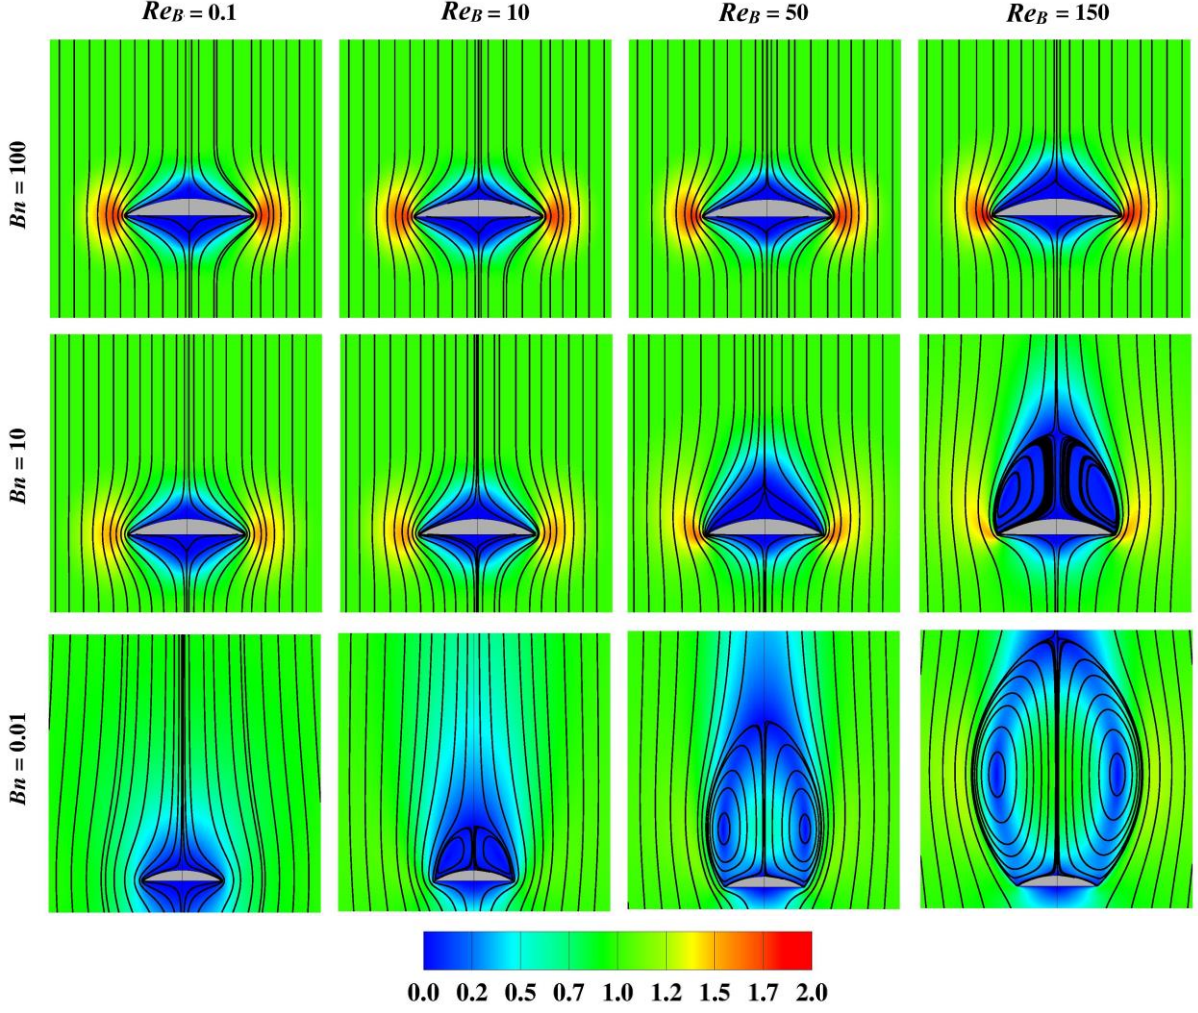 Re_B = 0.1 Re_B = 10 Re_B = 50 Re_B = 150
Bn = 100
Bn = 10
Bn = 0.01
0.0 0.2 0.5 0.7 1.0 1.2 1.5 1.7 2.0